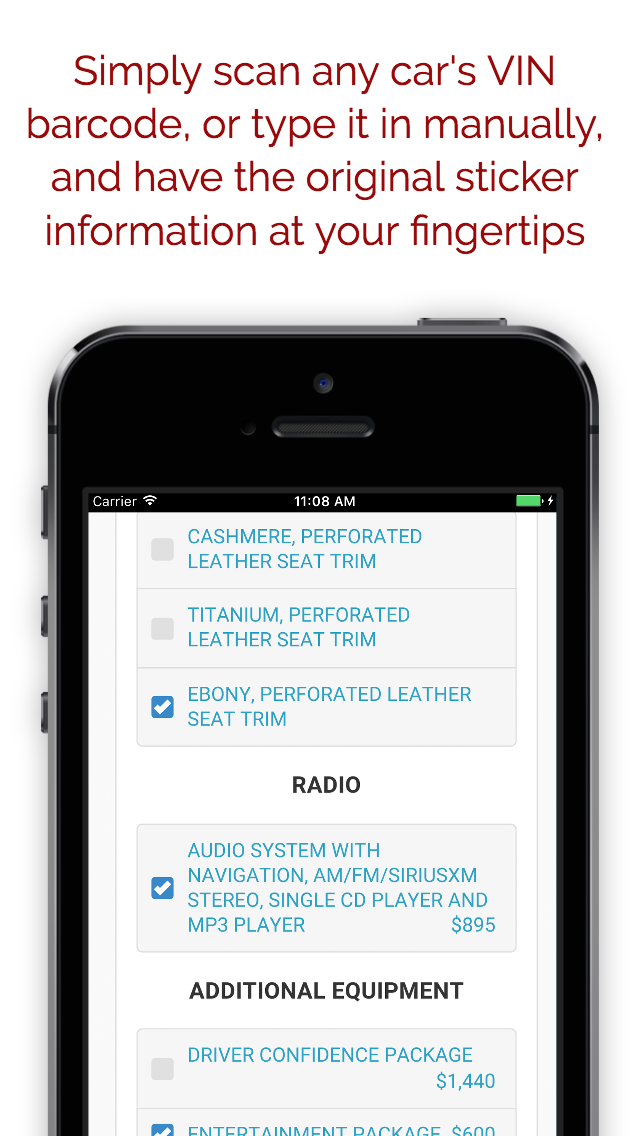 Simply scan any car's VIN
barcode, or type it in manually,
and have the original sticker
information at your fingertips
Carrier 11:08 AM
CASHMERE, PERFORATED
LEATHER SEAT TRIM
TITANIUM, PERFORATED
LEATHER SEAT TRIM
EBONY, PERFORATED LEATHER
SEAT TRIM
RADIO
AUDIO SYSTEM WITH
NAVIGATION, AM/FM/SIRIUSXM
STEREO, SINGLE CD PLAYER AND
MP3 PLAYER $895
ADDITIONAL EQUIPMENT
DRIVER CONFIDENCE PACKAGE
$1,440
ENTERTAINMENT PACKAGE $600